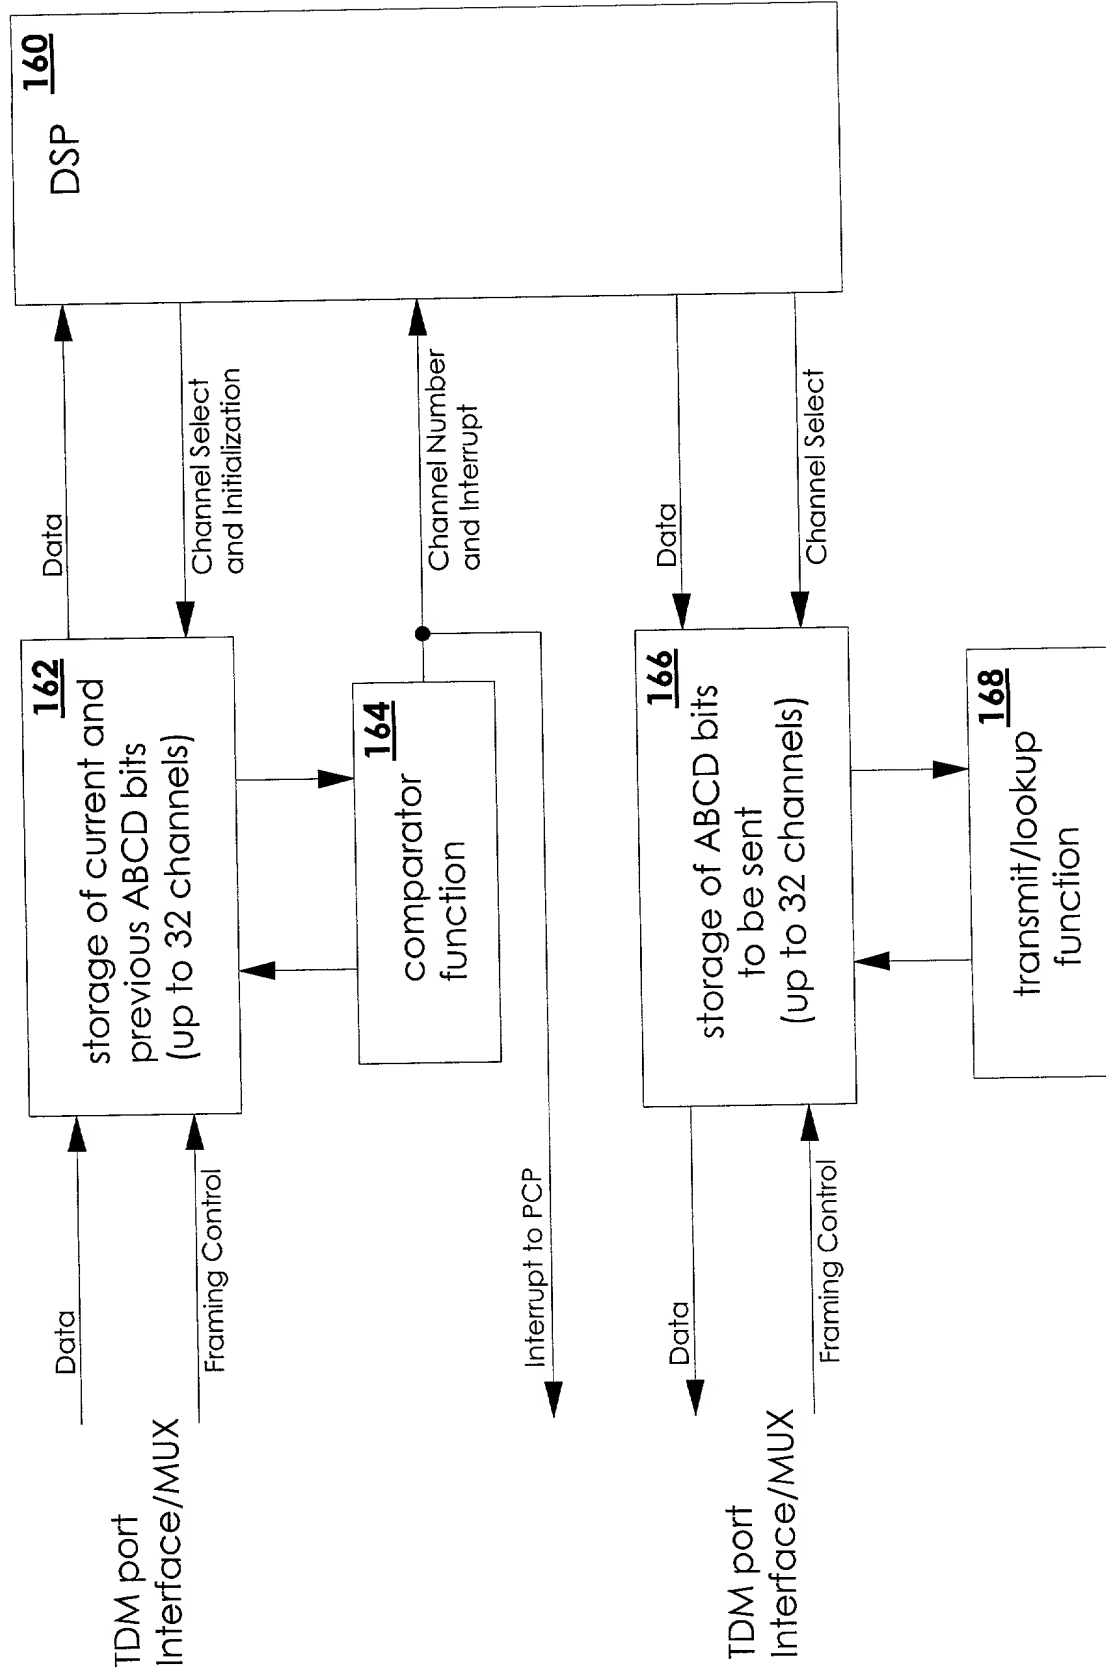 TDM port
Interface/MUX
Data
Framing Control
162
storage of current and
previous ABCD bits
(up to 32 channels)
Data
Channel Select
and Initialization
160
DSP
164
comparator
function
Channel Number
and Interrupt
Interrupt to PCP
TDM port
Interface/MUX
Data
Framing Control
166
storage of ABCD bits
to be sent
(up to 32 channels)
Data
Channel Select
168
transmit/lookup
function